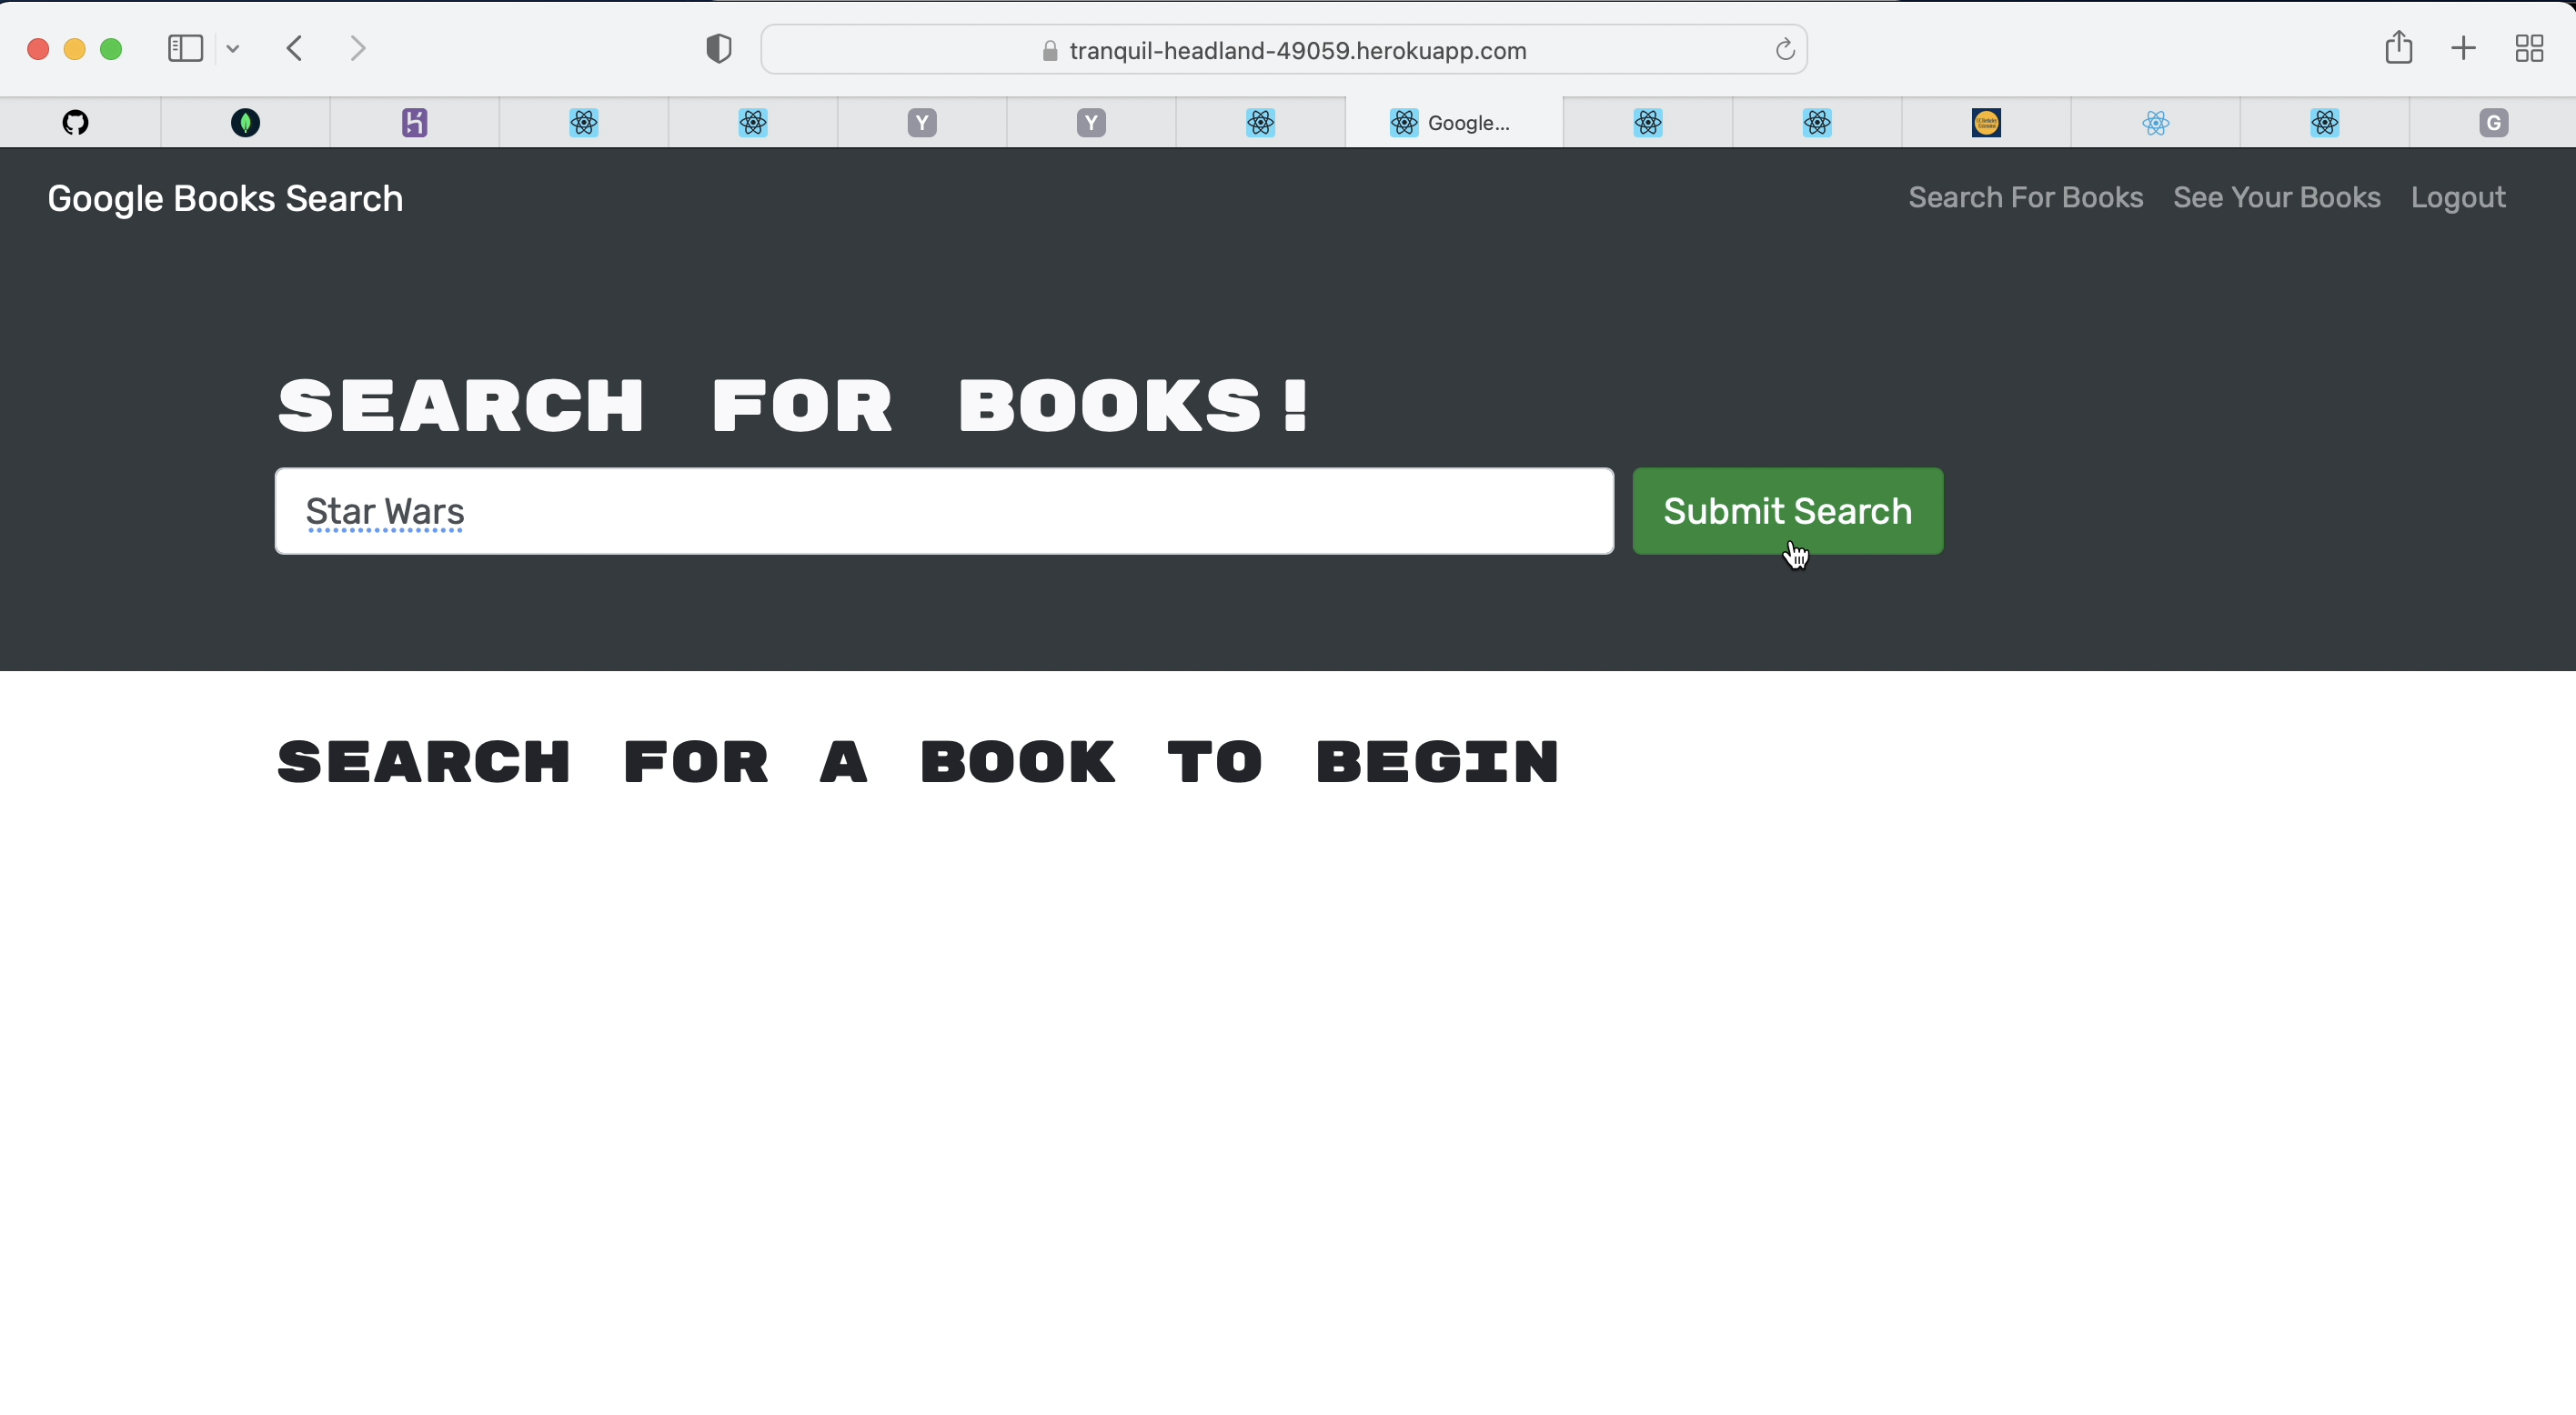 tranquil-headland-49059.herokuapp.com
Y
Y
Google...
G
Google Books Search
Search For Books
See Your Books
Logout
SEARCH FOR BOOKS!
Star Wars
Submit Search
SEARCH FOR A BOOK TO BEGIN